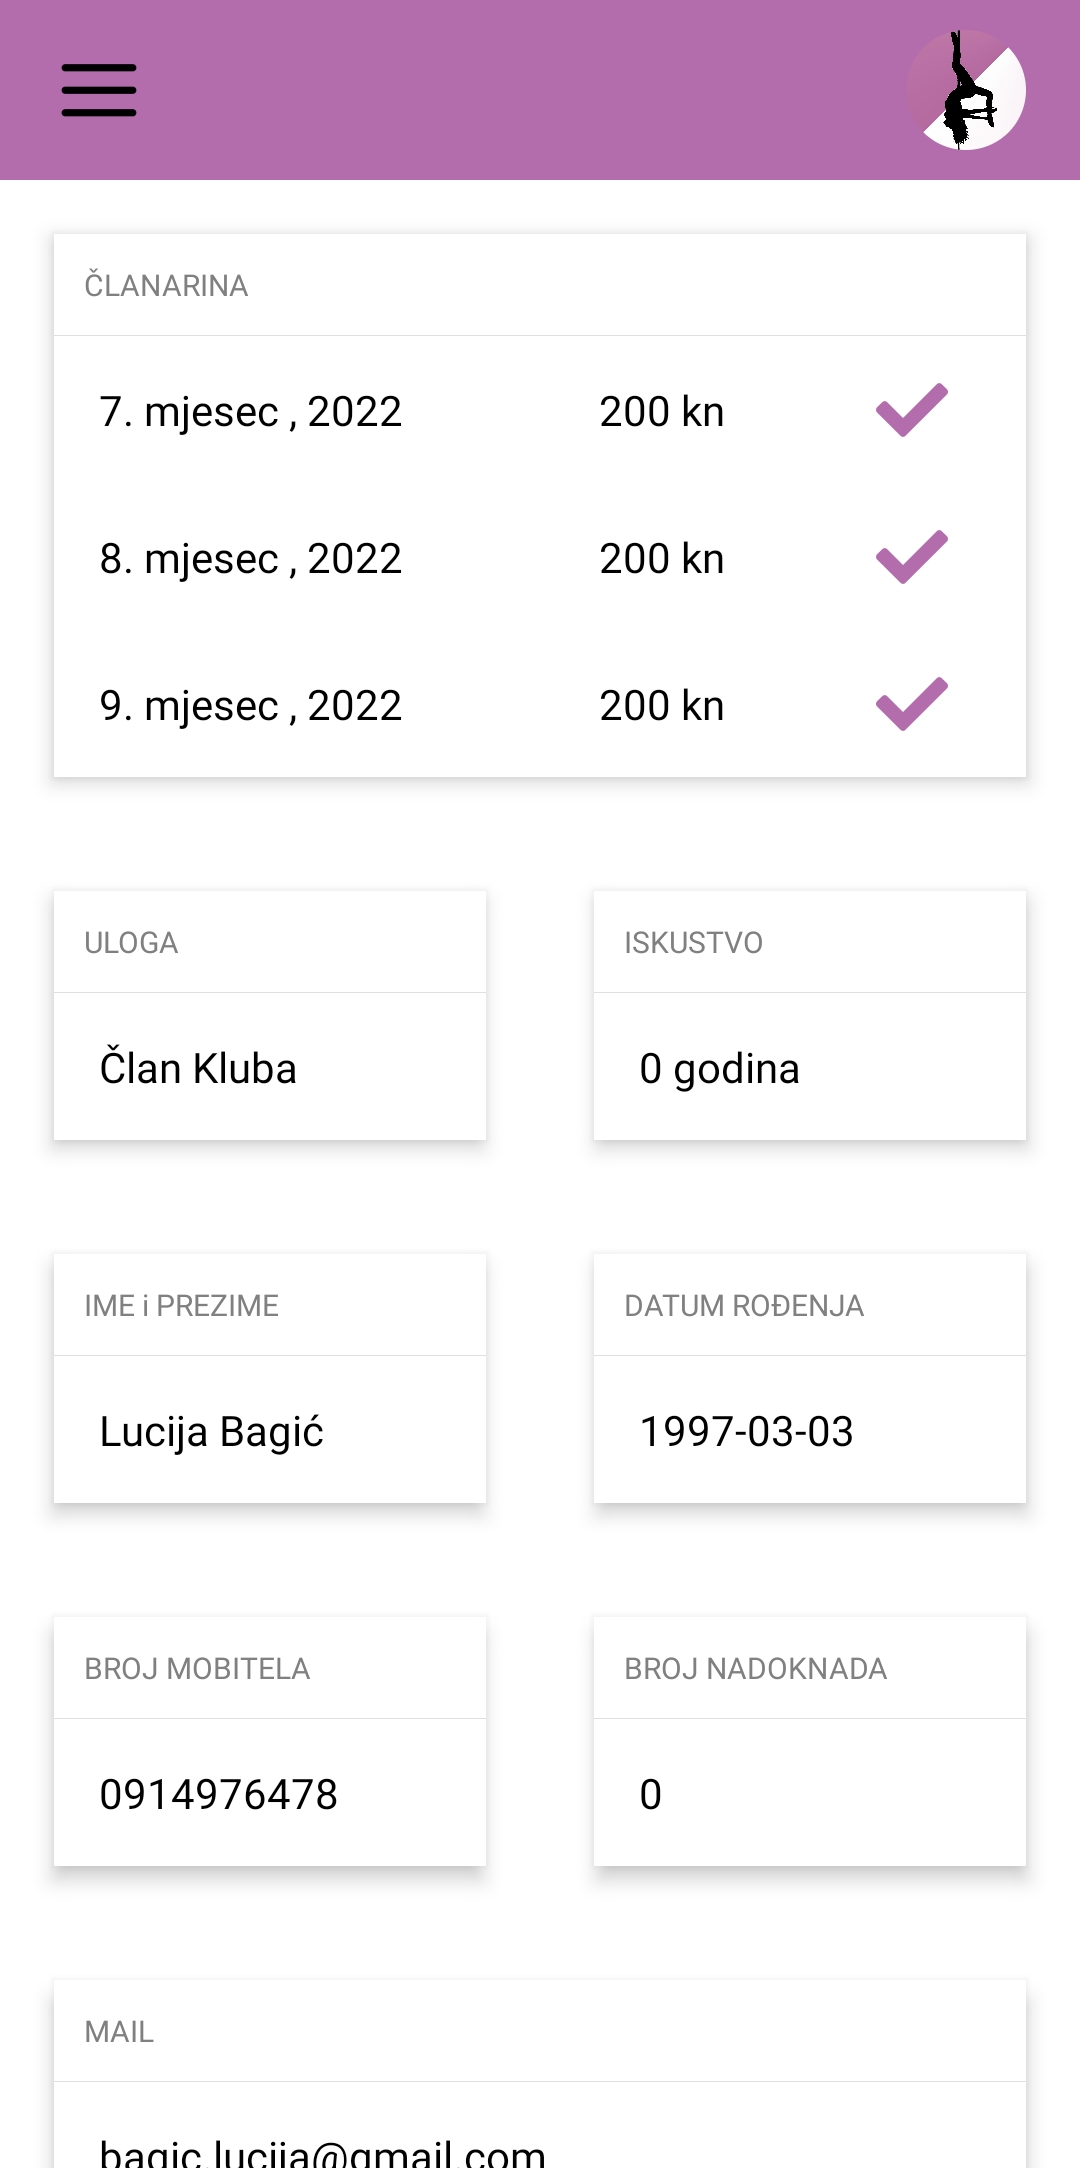 ČLANARINA
7. mjesec , 2022 200 kn
8. mjesec , 2022 200 kn
9. mjesec , 2022 200 kn
ULOGA
Član Kluba
ISKUSTVO
0 godina
IME i PREZIME
Lucija Bagić
DATUM ROĐENJA
1997-03-03
BROJ MOBITELA
0914976478
BROJ NADOKNADA
0
MAIL
bagic.lucija@gmail.com